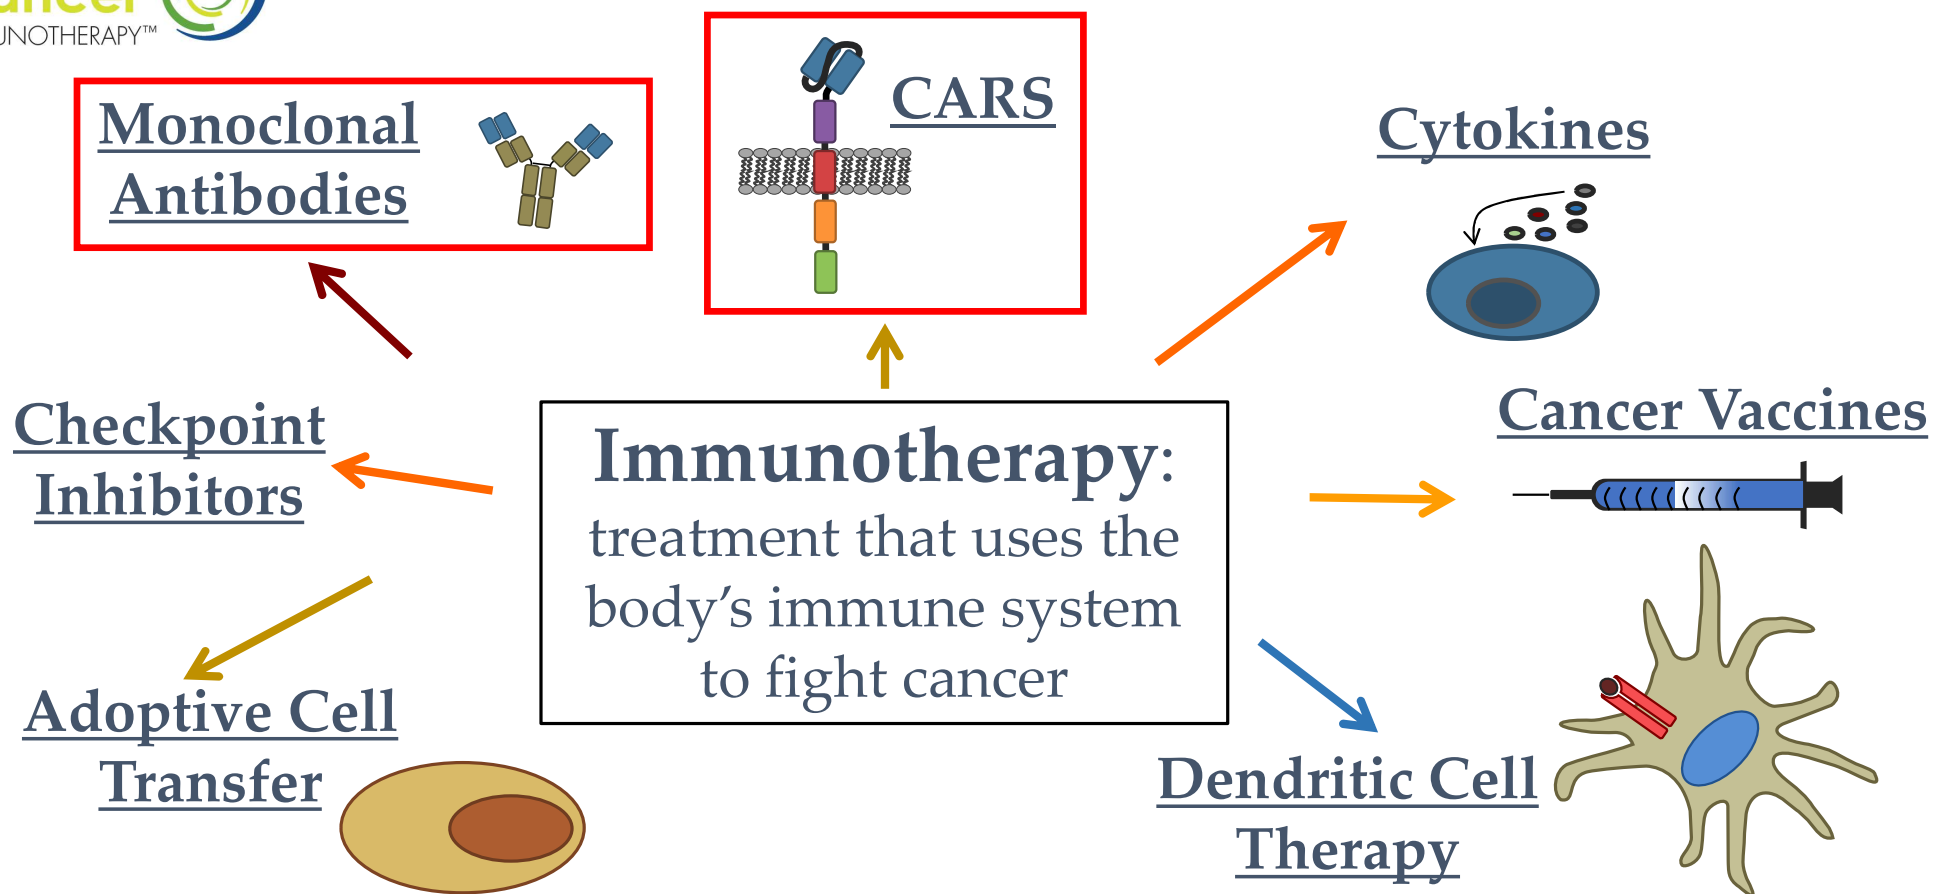 UNOTHERAPY™
Monoclonal
Antibodies
CARS
Cytokines
Checkpoint
Inhibitors
Immunotherapy:
treatment that uses the
body's immune system
to fight cancer
Cancer Vaccines
Adoptive Cell
Transfer
Dendritic Cell
Therapy